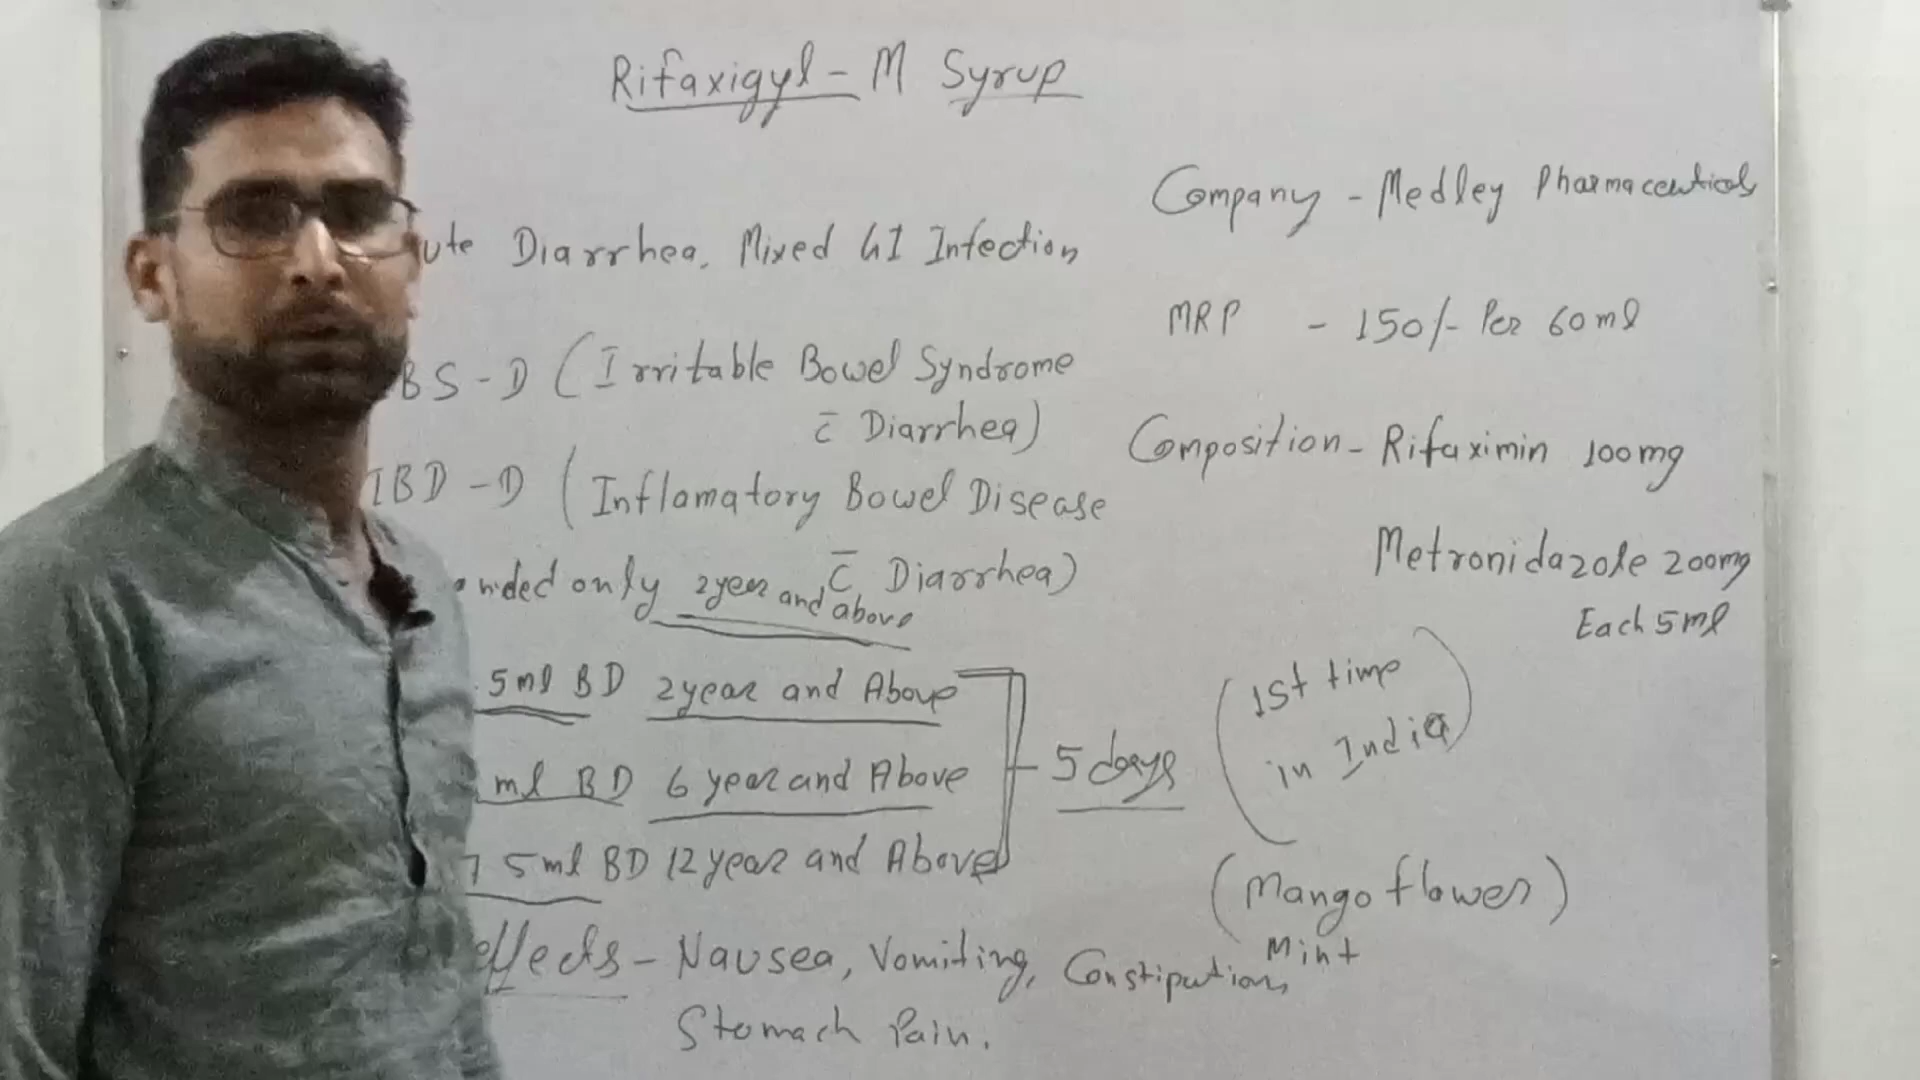 Rifaxigyl - M Syrup
Company - Medley Pharmaceuticals
ute Diarrhea, Mixed GI Infection
MRP - 150/- Per 60ml
BS-D (Irritable Bowel Syndrome
c̄ Diarrhea)
Composition - Rifaximin 100mg
IBD-D (Inflamatory Bowel Disease
c̄ Diarrhea)
Metronidazole 200mg
Each 5ml
nded only 2year and above
5ml BD 2year and Above
ml BD 6 year and Above
7 5ml BD 12year and Above
5 days
(1st time
in India)
(Mango flower)
Mint
effects - Nausea, Vomiting, Constipation,
Stomach Pain.